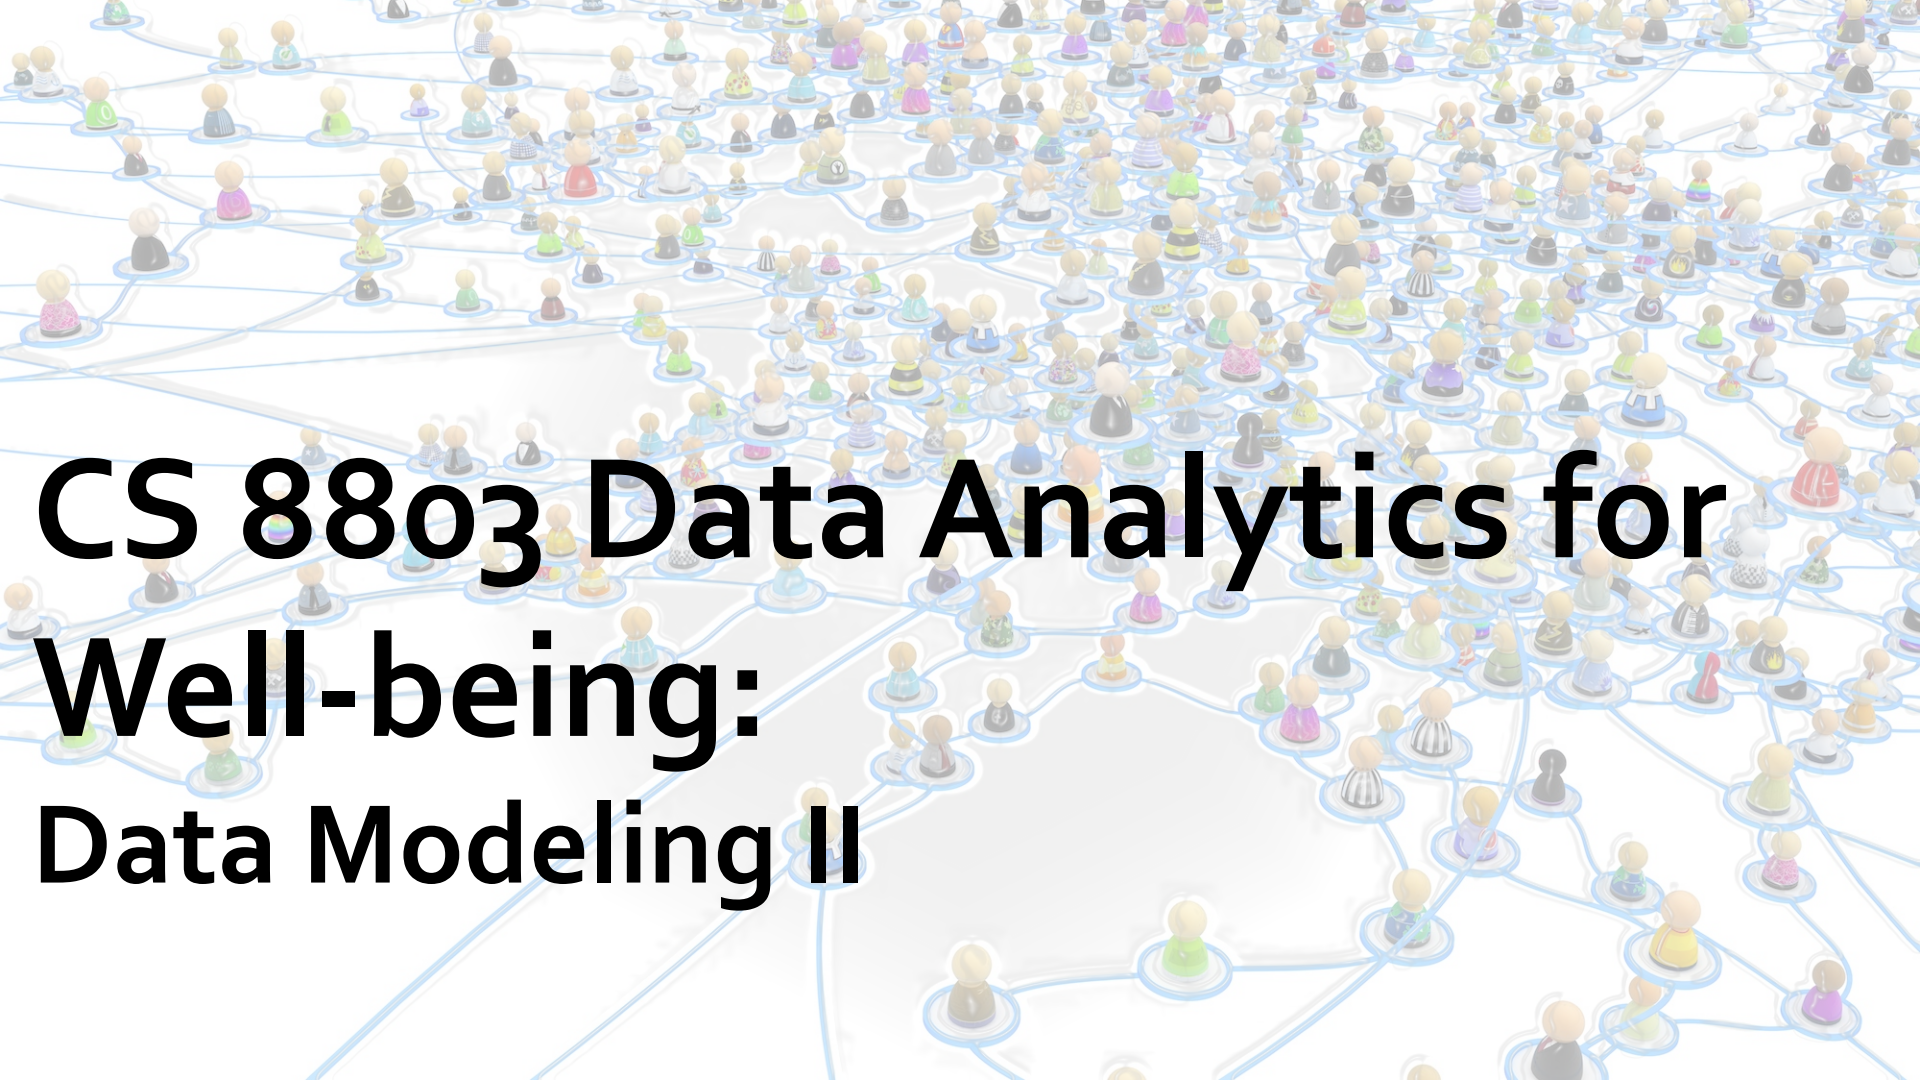 CS 8803 Data Analytics for
Well-being:
Data Modeling II